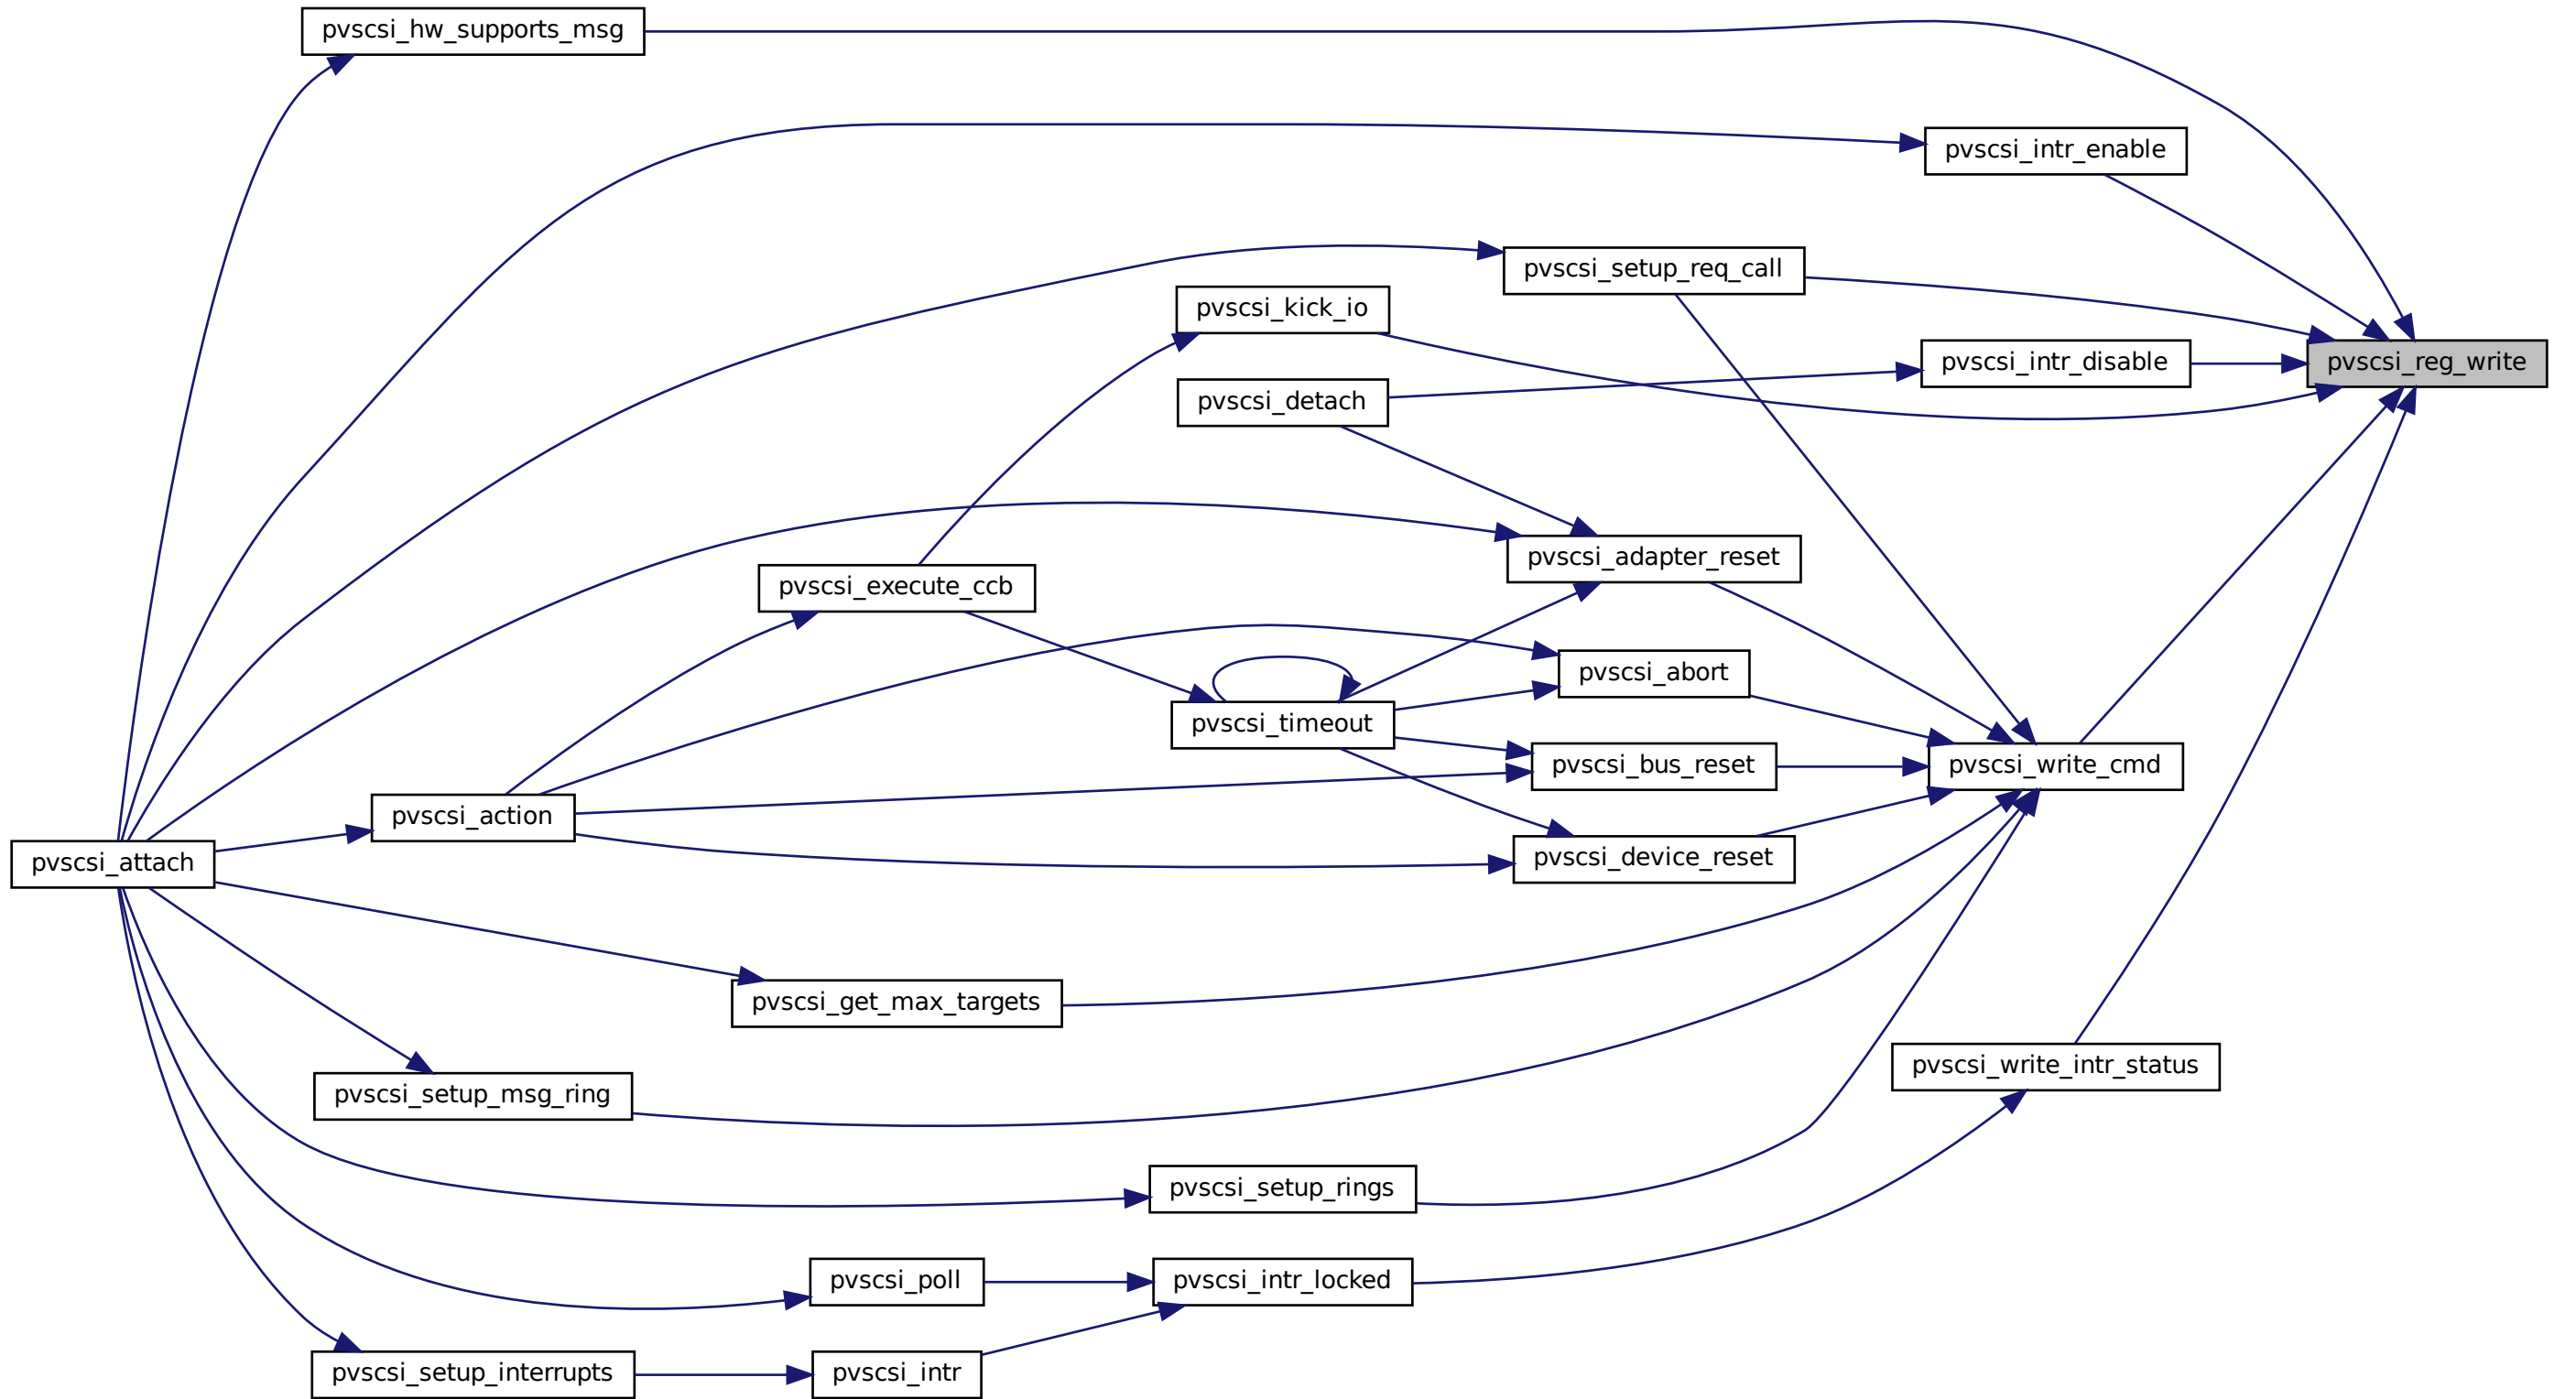 pvscsi_hw_supports_msg
pvscsi_intr_enable
pvscsi_setup_req_call
pvscsi_kick_io
pvscsi_intr_disable
pvscsi_reg_write
pvscsi_detach
pvscsi_adapter_reset
pvscsi_execute_ccb
pvscsi_abort
pvscsi_timeout
pvscsi_bus_reset
pvscsi_write_cmd
pvscsi_action
pvscsi_attach
pvscsi_device_reset
pvscsi_get_max_targets
pvscsi_write_intr_status
pvscsi_setup_msg_ring
pvscsi_setup_rings
pvscsi_poll
pvscsi_intr_locked
pvscsi_setup_interrupts
pvscsi_intr